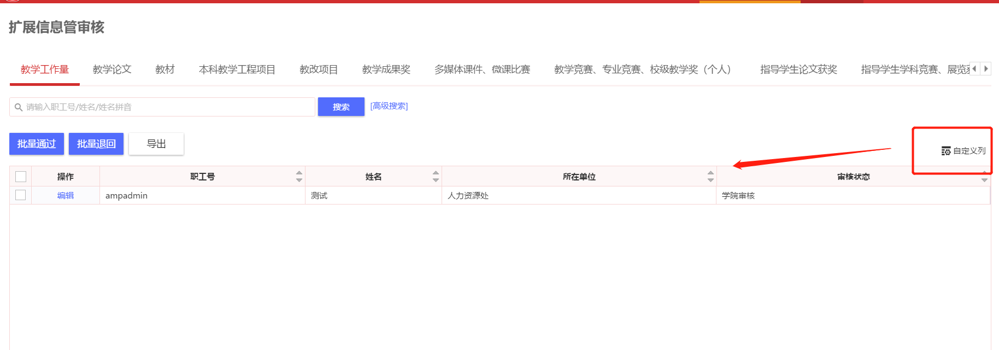 扩展信息管审核
教学工作量 教学论文 教材 本科教学工程项目 教改项目 教学成果奖 多媒体课件、微课比赛 教学竞赛、专业竞赛、校级教学奖（个人） 指导学生论文获奖 指导学生学科竞赛、展览
请输入职工号/姓名/姓名拼音 搜索 [高级搜索]
批量通过 批量退回 导出 自定义列
操作 职工号 姓名 所在单位 审核状态
编辑 ampadmin 测试 人力资源处 学院审核